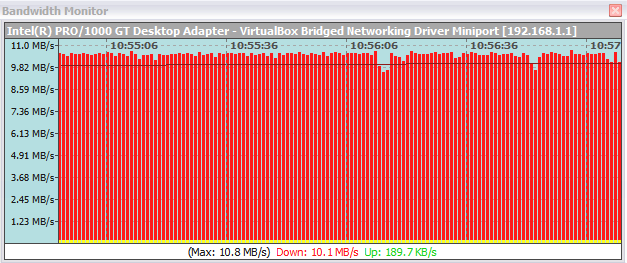 Bandwidth Monitor
Intel(R) PRO/1000 GT Desktop Adapter - VirtualBox Bridged Networking Driver Miniport [192.168.1.1]
11.0 MB/s 10:55:06 10:55:36 10:56:06 10:56:36 10:57
9.82 MB/s
8.59 MB/s
7.36 MB/s
6.13 MB/s
4.91 MB/s
3.68 MB/s
2.45 MB/s
1.23 MB/s
(Max: 10.8 MB/s) Down: 10.1 MB/s Up: 189.7 KB/s